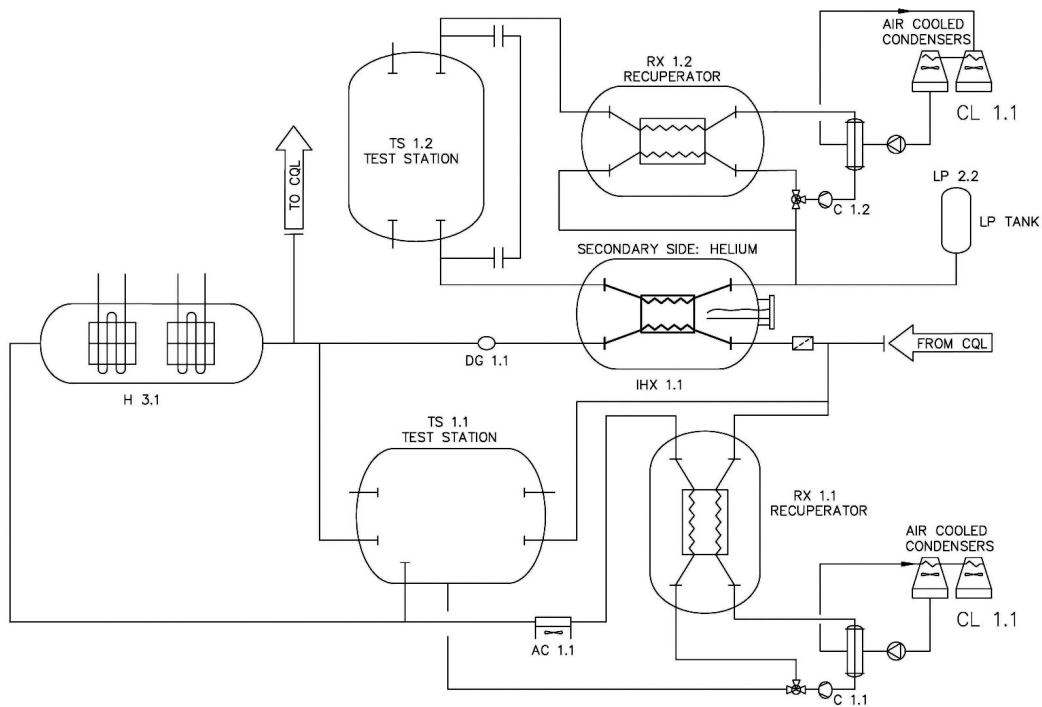 AIR COOLED
CONDENSERS
CL 1.1
RX 1.2
RECUPERATOR
TS 1.2
TEST STATION
TO CQL
C 1.2
LP 2.2
LP TANK
SECONDARY SIDE: HELIUM
DG 1.1
IHX 1.1
FROM CQL
H 3.1
TS 1.1
TEST STATION
RX 1.1
RECUPERATOR
AIR COOLED
CONDENSERS
CL 1.1
AC 1.1
C 1.1